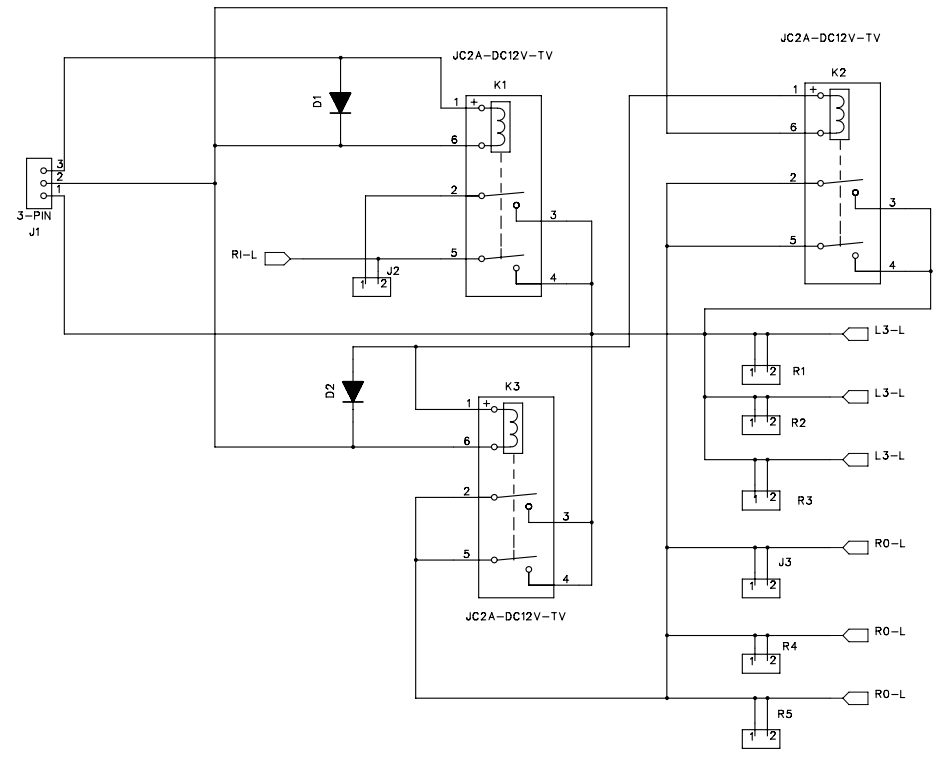 JC2A-DC12V-TV
K2
JC2A-DC12V-TV
K1
D1
1 +
6
2
3
5
4
1 +
6
2
3
5
4
3
2
1
3-PIN
J1
RI-L
J2
1 2
L3-L
1 2 R1
L3-L
1 2 R2
L3-L
1 2 R3
D2
K3
1 +
6
2
3
5
4
JC2A-DC12V-TV
RO-L
J3
1 2
RO-L
R4
1 2
RO-L
R5
1 2